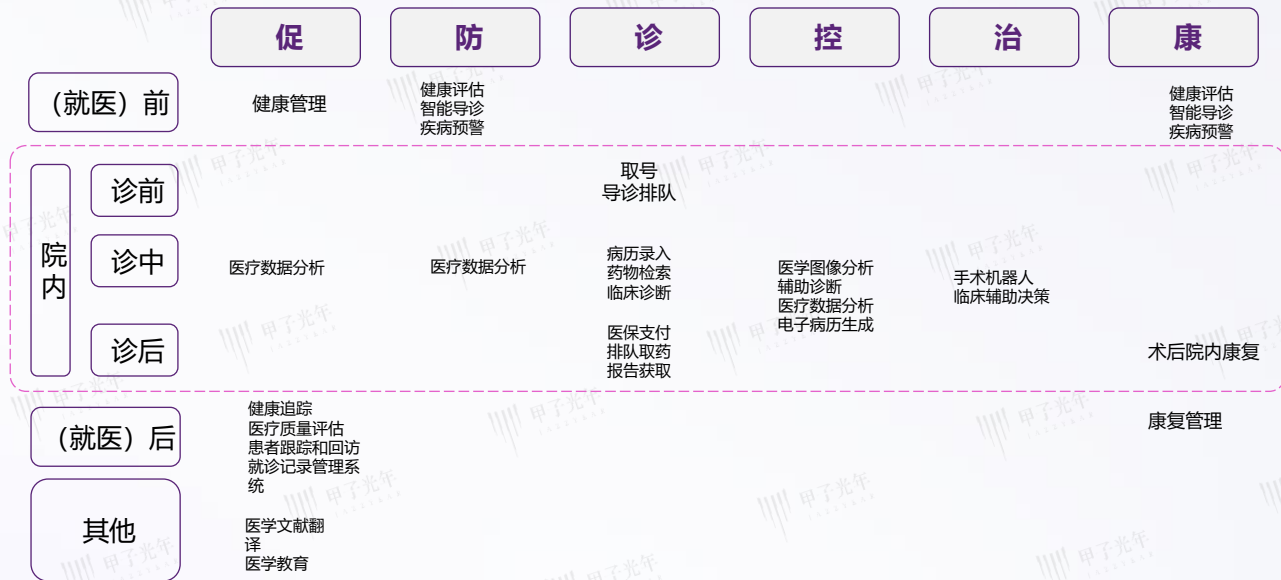 促 防 诊 控 治 康
（就医）前
健康管理
健康评估
智能导诊
疾病预警
健康评估
智能导诊
疾病预警
院内
诊前
取号
导诊排队
诊中
医疗数据分析
医疗数据分析
病历录入
药物检索
临床诊断
医学图像分析
辅助诊断
医疗数据分析
电子病历生成
手术机器人
临床辅助决策
诊后
医保支付
排队取药
报告获取
术后院内康复
（就医）后
健康追踪
医疗质量评估
患者跟踪和回访
就诊记录管理系
统
康复管理
其他
医学文献翻
译
医学教育
甲子光年